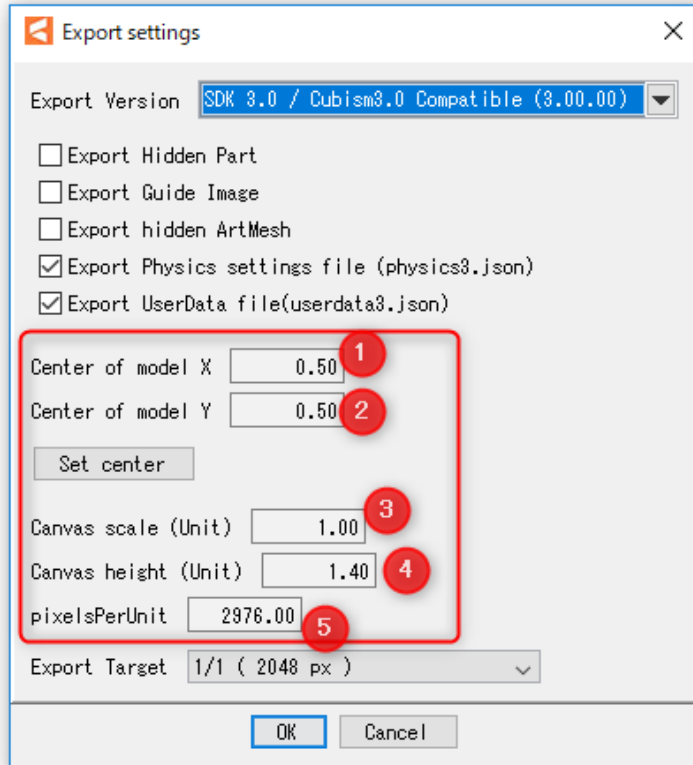 Export settings
Export Version SDK 3.0 / Cubism3.0 Compatible (3.00.00)
Export Hidden Part
Export Guide Image
Export hidden ArtMesh
Export Physics settings file (physics3.json)
Export UserData file(userdata3.json)
Center of model X 0.50 1
Center of model Y 0.50 2
Set center
Canvas scale (Unit) 1.00 3
Canvas height (Unit) 1.40 4
pixelsPerUnit 2976.00 5
Export Target 1/1 ( 2048 px )
OK Cancel